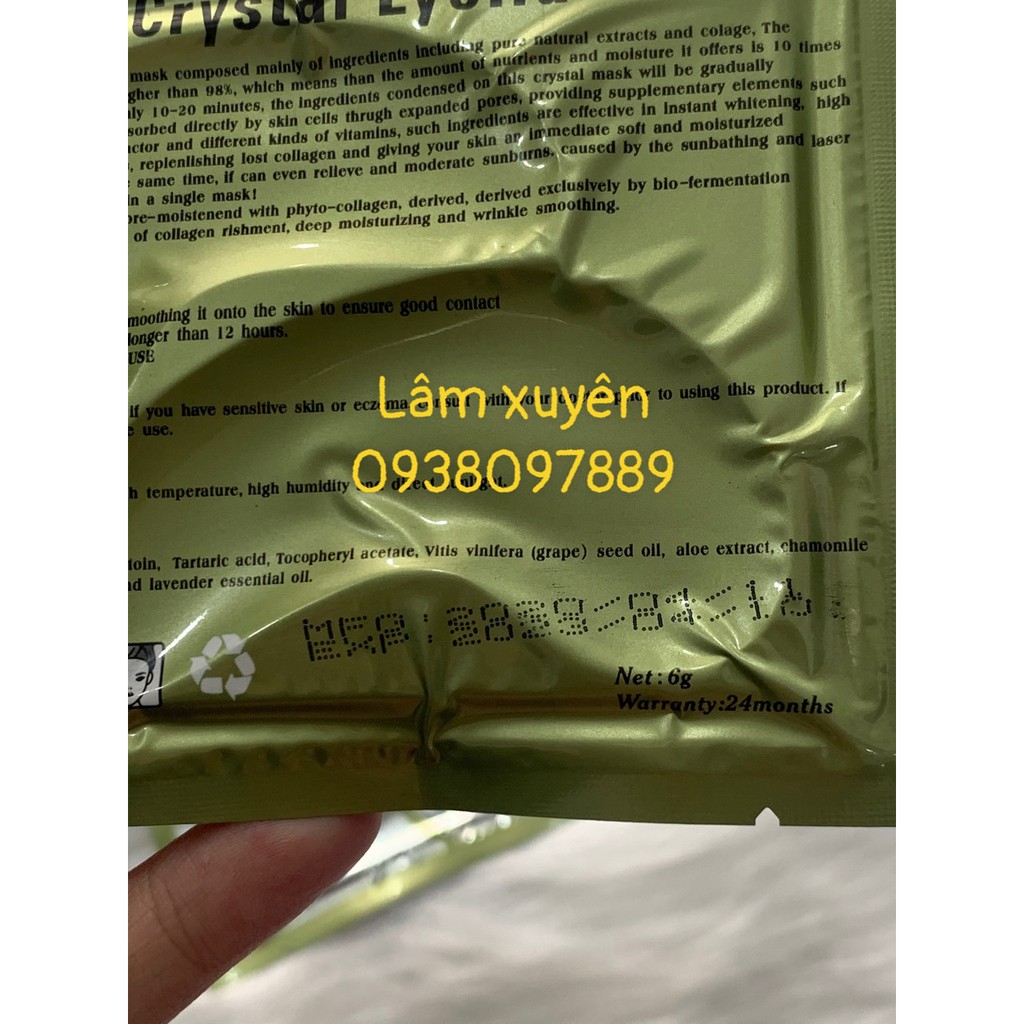 Crystal
mask composed mainly of ingredients including pure natural extracts and colage, The
gher than 98%, which means than the amount of nutrients and moisture it offers is 10 times
ly 10-20 minutes, the ingredients condensed on this crystal mask will be gradually
sorbed directly by skin cells thrugh expanded pores, providing supplementary elements such
ctor and different kinds of vitamins, such ingredients are effective in instant whitening, high
, replenlishing lost collagen and giving your skin an immediate soft and moisturized
same time, if can even relieve and moderate sunburns, caused by the sunbathing and laser
n a single mask!
pre-moistenend with phyto-collagen, derived, derived exclusively by bio-fermentation
of collagen rishment, deep moisturizing and wrinkle smoothing.
moothing it onto the skin to ensure good contact
longer than 12 hours.
USE
if you have sensitive skin or eczema to using this product. If
use.
Lâm xuyên
0938097889
h temperature, high humidity
toin, Tartaric acid, Tocopheryl acetate, Vitis vinifera (grape) seed oil, aloe extract, chamomile
d lavender essential oil.
Net: 6g
Warranty:24months